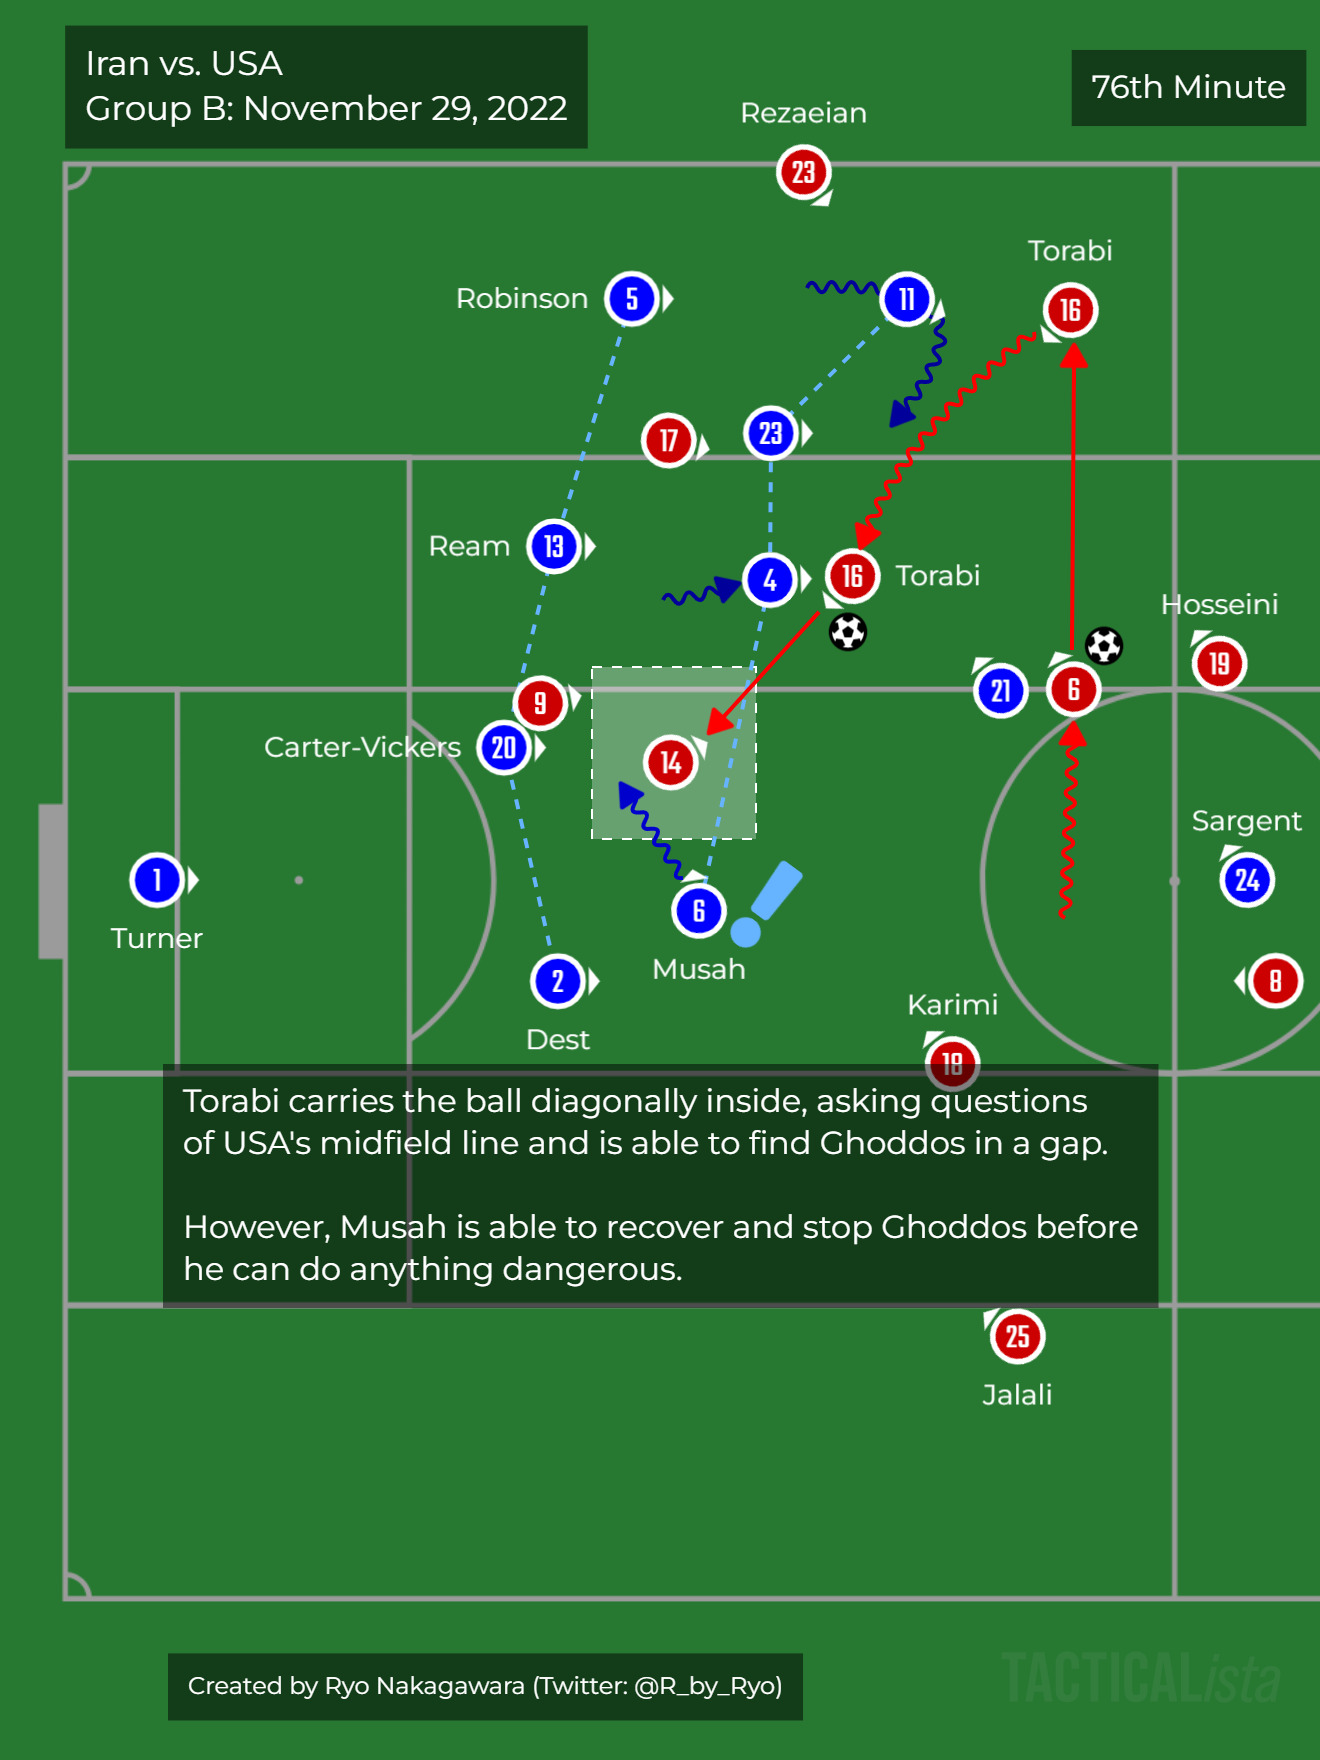 Iran vs. USA
Group B: November 29, 2022
76th Minute
Rezaeian
23
Torabi
16
Robinson
5
11
17
23
Ream
13
4
16
Torabi
Hosseini
19
9
21
6
Carter-Vickers
20
14
Sargent
24
1
Turner
6
Musah
2
Dest
8
Karimi
18
Torabi carries the ball diagonally inside, asking questions
of USA's midfield line and is able to find Ghoddos in a gap.
However, Musah is able to recover and stop Ghoddos before
he can do anything dangerous.
25
Jalali
Created by Ryo Nakagawara (Twitter: @R_by_Ryo)
TACTICALista